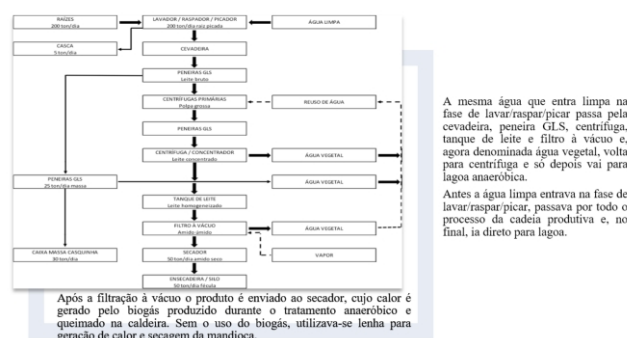 RAÍZES
200 ton/dia
LAVADOR / RASPADOR / PICADOR
200 ton/dia raiz picada
ÁGUA LIMPA
CASCA
5 ton/dia
CEVADEIRA
PENEIRAS GLS
Leite bruto
CENTRÍFUGAS PRIMÁRIAS
Polpa grossa
REUSO DE ÁGUA
PENEIRAS GLS
CENTRÍFUGA / CONCENTRADOR
Leite concentrado
ÁGUA VEGETAL
PENEIRAS GLS
25 ton/dia massa
ÁGUA VEGETAL
TANQUE DE LEITE
Leite homogeneizado
FILTRO À VÁCUO
Amido úmido
ÁGUA VEGETAL
CAIXA MASSA-CASQUINHA
30 ton/dia
SECADOR
50 ton/dia amido seco
VAPOR
ENSECADEIRA / SILO
50 ton/dia fécula
A mesma água que entra limpa na
fase de lavar/raspar/picar passa pela
cevadeira, peneira GLS, centrífuga,
tanque de leite e filtro à vácuo e,
agora denominada água vegetal, volta
para centrífuga e só depois vai para
lagoa anaeróbica.
Antes a água limpa entrava na fase de
lavar/raspar/picar, passava por todo o
processo da cadeia produtiva e, no
final, ia direto para lagoa.
Após a filtração à vácuo o produto é enviado ao secador, cujo calor é
gerado pelo biogás produzido durante o tratamento anaeróbico e
queimado na caldeira. Sem o uso do biogás, utilizava-se lenha para
geração de calor e secagem da mandioca.